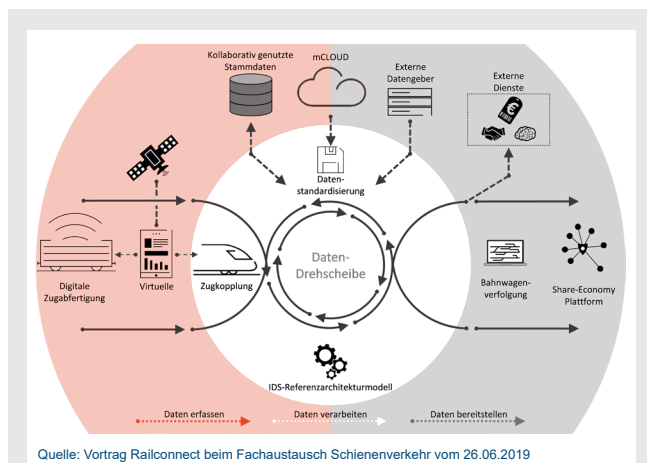 Kollaborativ genutzte
Stammdaten
mCLOUD
Externe
Datengeber
Externe
Dienste
€
Daten-
standardisierung
Daten-
Drehscheibe
Digitale
Zugabfertigung
Virtuelle
Zugkopplung
Bahnwagen-
verfolgung
Share-Economy
Plattform
IDS-Referenzarchitekturmodell
Daten erfassen
Daten verarbeiten
Daten bereitstellen
Quelle: Vortrag Railconnect beim Fachaustausch Schienenverkehr vom 26.06.2019